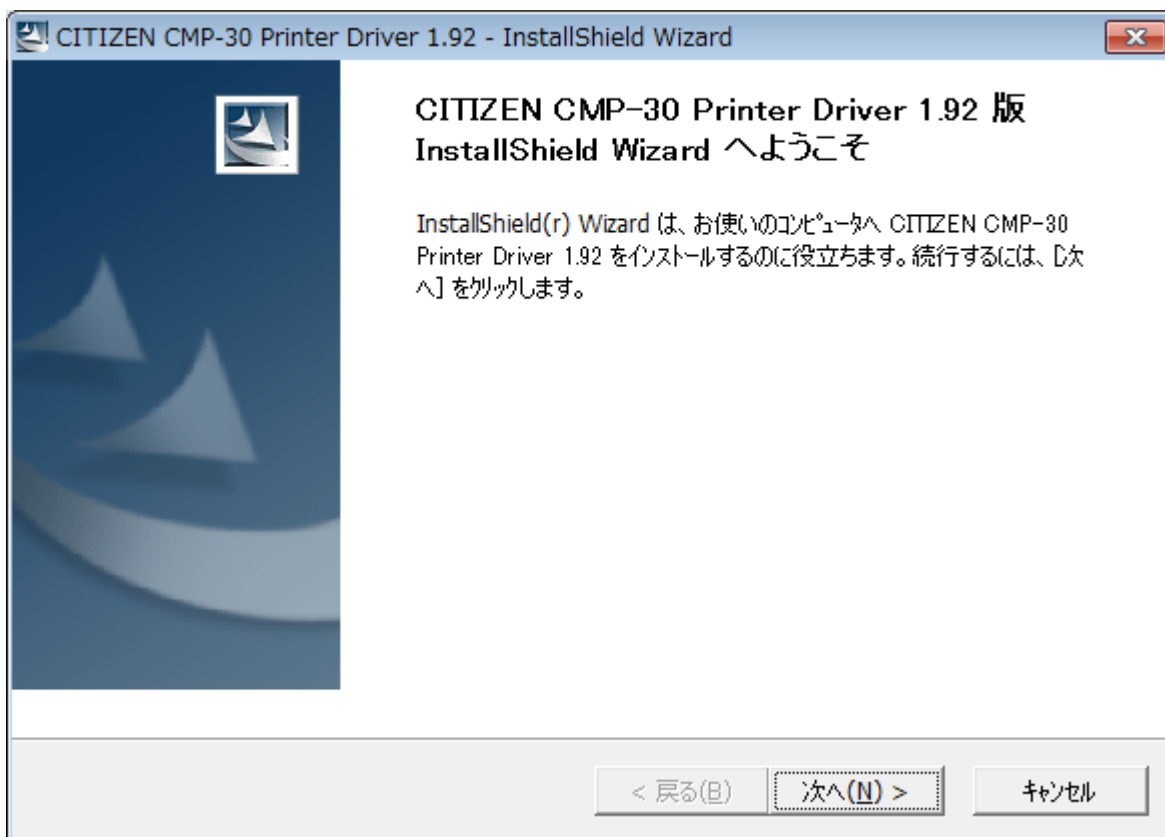 CITIZEN CMP-30 Printer Driver 1.92 - InstallShield Wizard
CITIZEN CMP-30 Printer Driver 1.92 版
InstallShield Wizard へようこそ
InstallShield(r) Wizard は、お使いのｺﾝﾋﾟｭｰﾀへ CITIZEN CMP-30
Printer Driver 1.92 をｲﾝｽﾄｰﾙするのに役立ちます。続行するには、[次
へ] をｸﾘｯｸします。
< 戻る(B)
次へ(N) >
ｷｬﾝｾﾙ